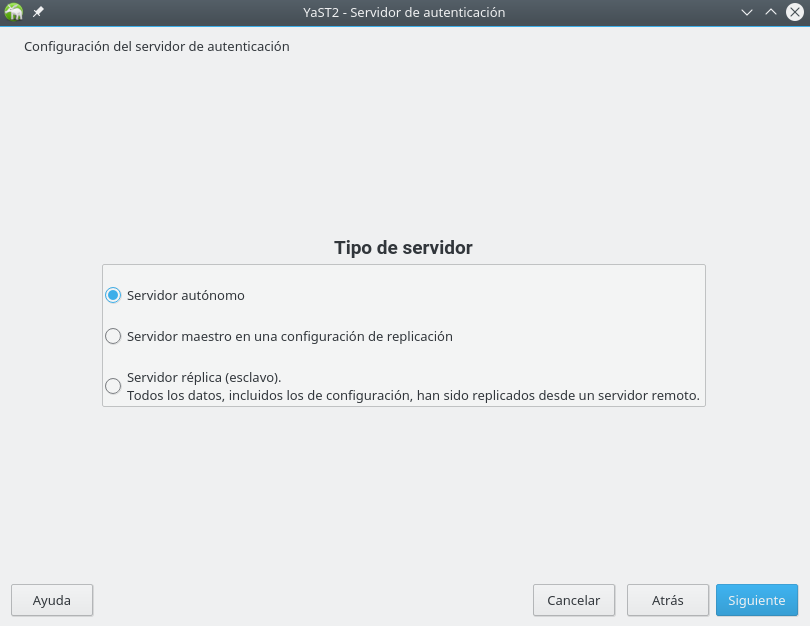 YaST2 - Servidor de autenticación
Configuración del servidor de autenticación
Tipo de servidor
Servidor autónomo
Servidor maestro en una configuración de replicación
Servidor réplica (esclavo).
Todos los datos, incluidos los de configuración, han sido replicados desde un servidor remoto.
Ayuda
Cancelar
Atrás
Siguiente